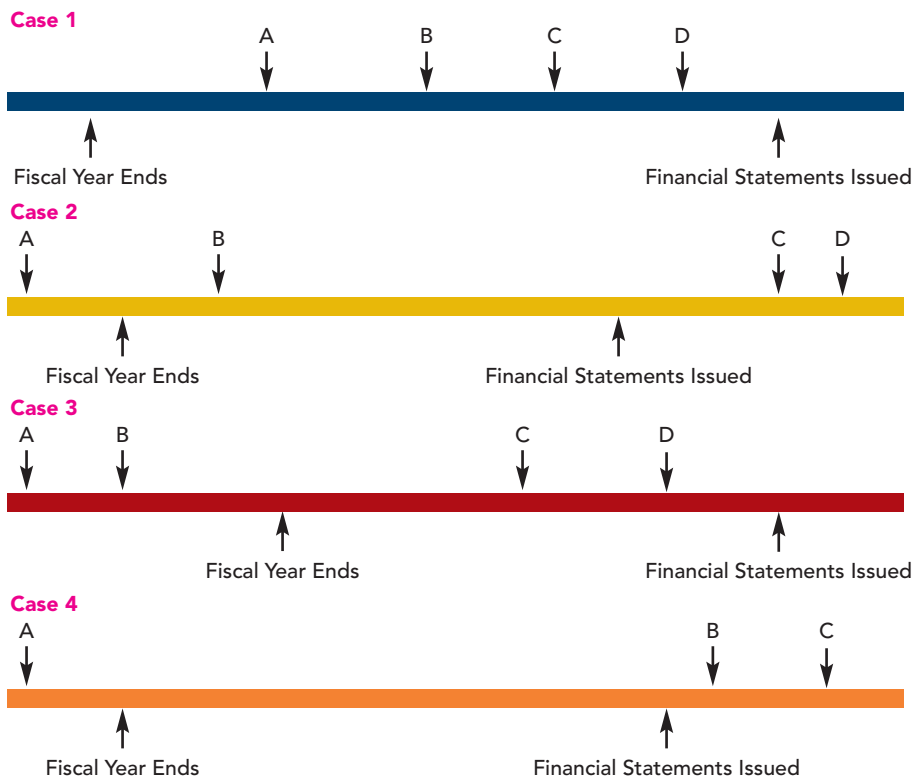 Case 1
A B C D
Fiscal Year Ends Financial Statements Issued
Case 2
A B C D
Fiscal Year Ends Financial Statements Issued
Case 3
A B C D
Fiscal Year Ends Financial Statements Issued
Case 4
A B C
Fiscal Year Ends Financial Statements Issued